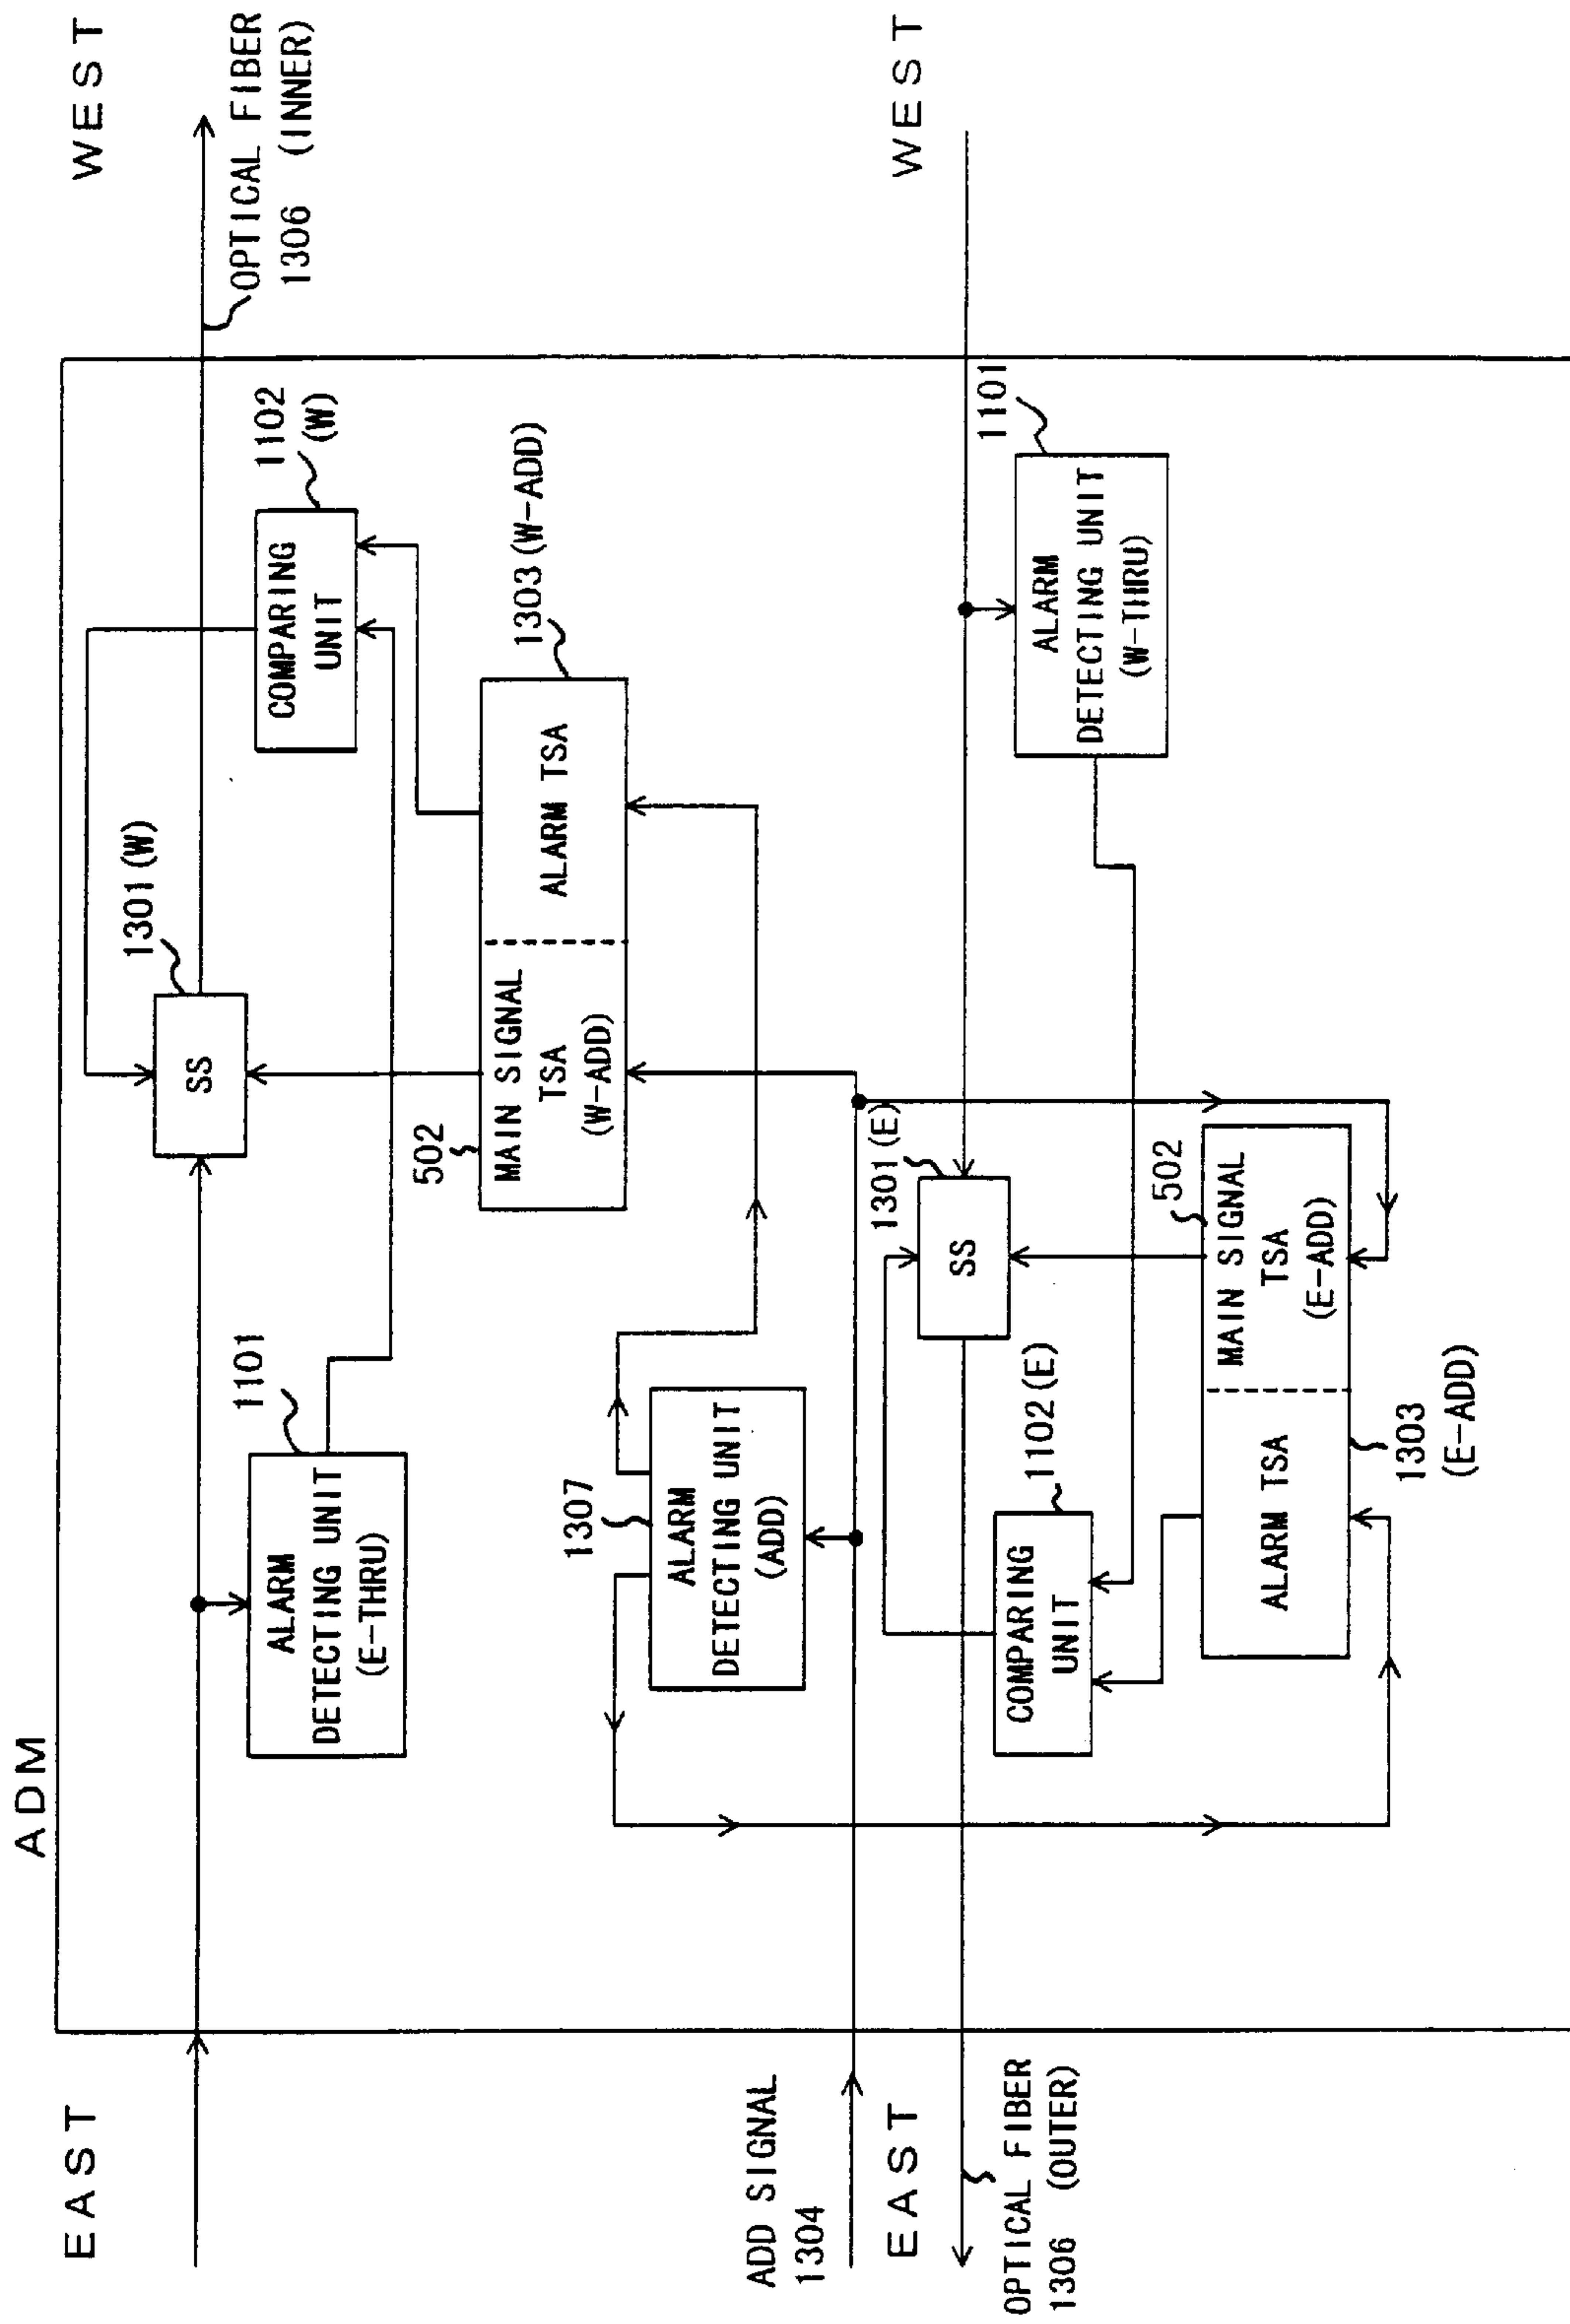 ADM
EAST
WEST
OPTICAL FIBER
1306 (INNER)
1301 (W)
SS
1102
(W)
COMPARING
UNIT
1101
ALARM
DETECTING UNIT
(E-THRU)
1303 (W-ADD)
502
MAIN SIGNAL
TSA
(W-ADD)
ALARM TSA
1307
ALARM
DETECTING UNIT
(ADD)
ADD SIGNAL
1304
EAST
WEST
OPTICAL FIBER
1306 (OUTER)
1301 (E)
SS
1101
ALARM
DETECTING UNIT
(W-THRU)
1102 (E)
COMPARING
UNIT
502
MAIN SIGNAL
TSA
(E-ADD)
ALARM TSA
1303
(E-ADD)